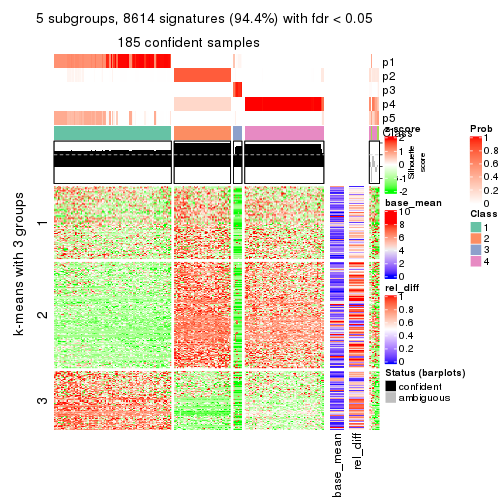 5 subgroups, 8614 signatures (94.4%) with fdr < 0.05
185 confident samples
p1
p2
p3
p4
p5
Class
Silhouette
score
k-means with 3 groups
1
2
3
base_mean
rel_diff
z-score
2
1
0
-1
-2
base_mean
10
8
6
4
2
0
rel_diff
1
0.8
0.6
0.4
0.2
0
Status (barplots)
confident
ambiguous
Prob
1
0.8
0.6
0.4
0.2
0
Class
1
2
3
4